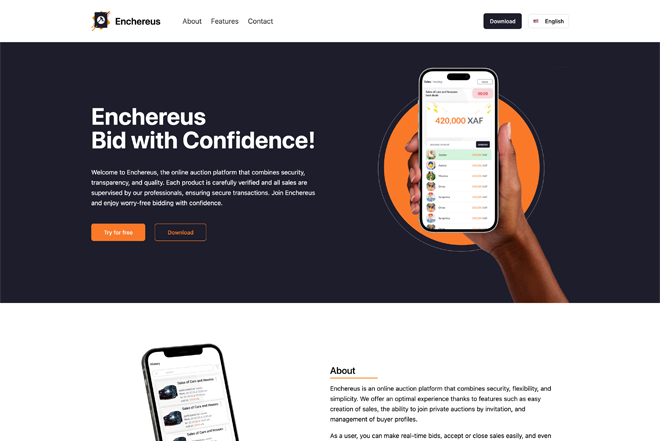 Enchereus
About Features Contact
Download
English
Enchereus
Bid with Confidence!
Welcome to Enchereus, the online auction platform that combines security,
transparency, and quality. Each product is carefully verified and all sales are
supervised by our professionals, ensuring secure transactions. Join Enchereus
and enjoy worry-free bidding with confidence.
Try for free
Download
420,000 XAF
Sales of Cars and Houses
About
Enchereus is an online auction platform that combines security, flexibility, and
simplicity. We offer an optimal experience thanks to features such as easy
creation of sales, the ability to join private auctions by invitation, and
management of buyer profiles.
As a user, you can make real-time bids, accept or close sales easily, and even